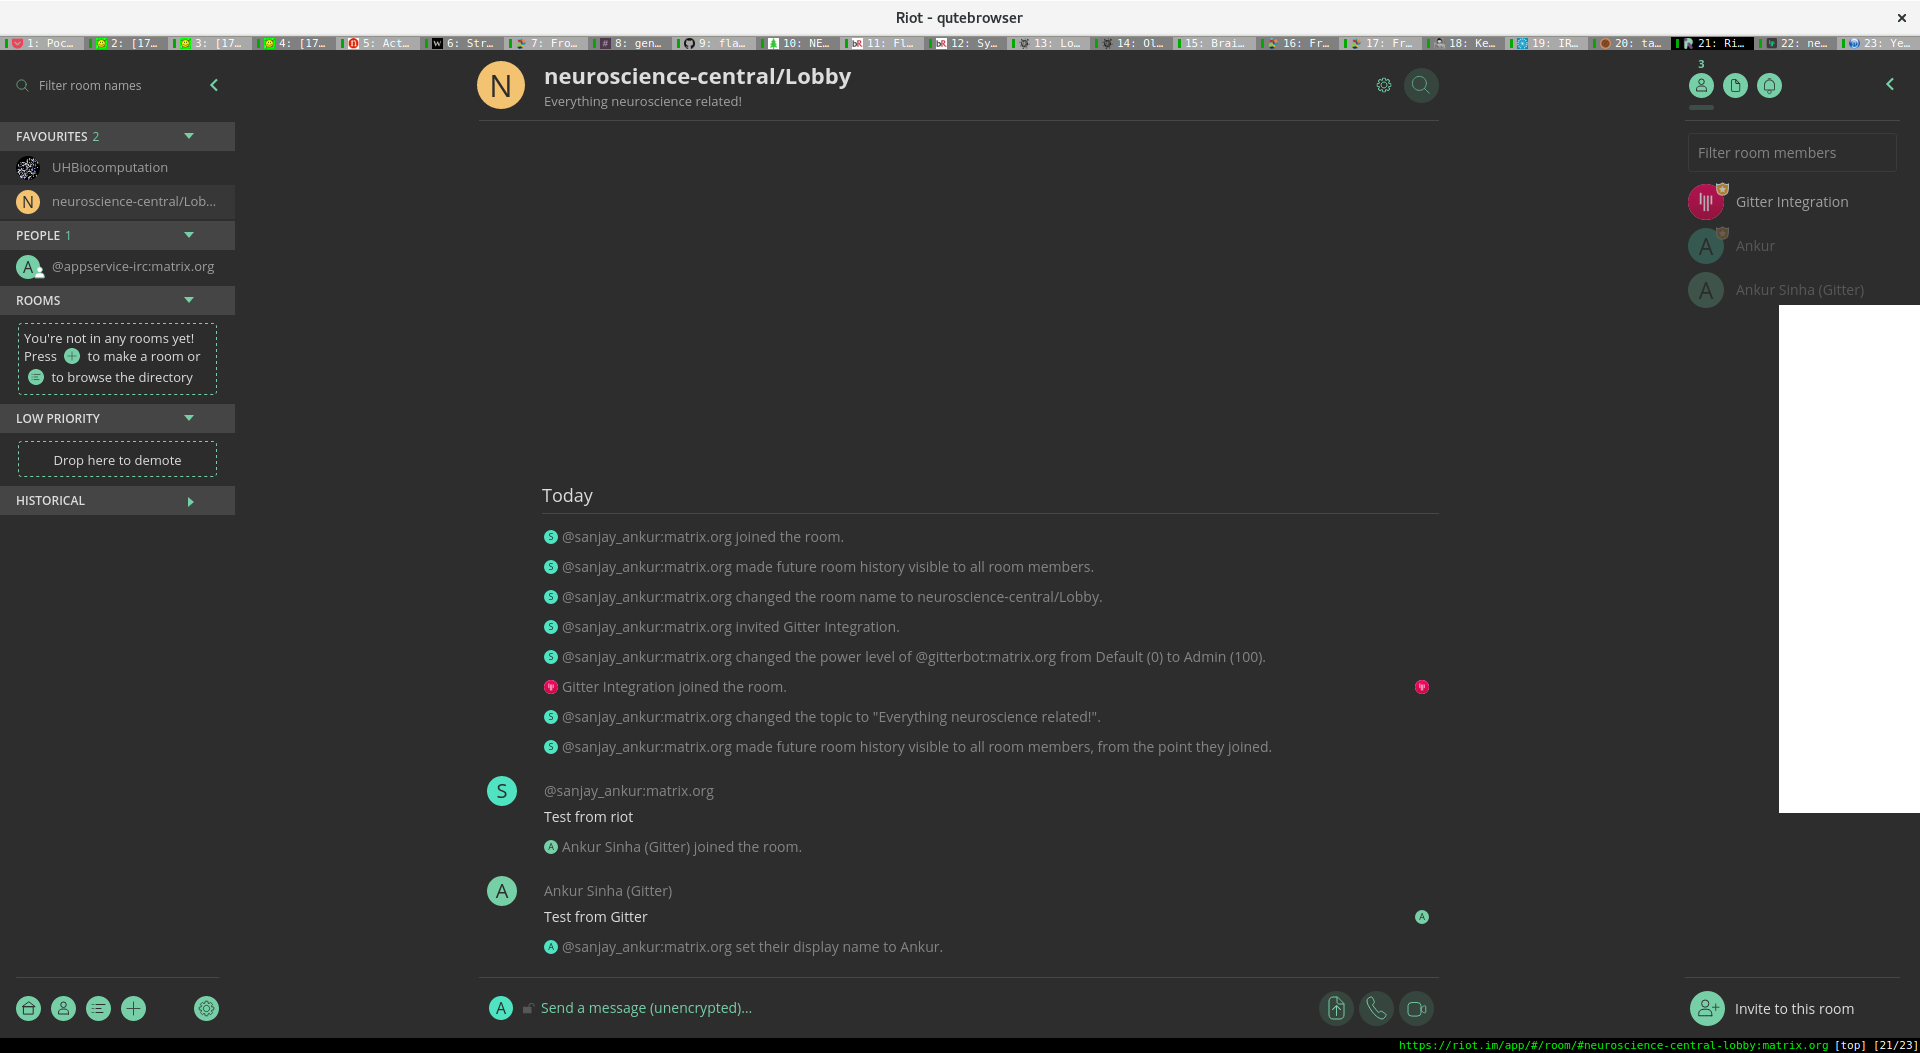 Riot - qutebrowser
1: Poc…
2: [17…
3: [17…
4: [17…
5: Act…
6: Str…
7: Fro…
8: gen…
9: fla…
10: NE…
11: Fl…
12: Sy…
13: Lo…
14: Ol…
15: Brai…
16: Fr…
17: Fr…
18: Ke…
19: IR…
20: ta…
21: Ri…
22: ne…
23: Ye…
Filter room names
FAVOURITES 2
UHBiocomputation
N neuroscience-central/Lob...
PEOPLE 1
A @appservice-irc:matrix.org
ROOMS
You're not in any rooms yet!
Press + to make a room or
to browse the directory
LOW PRIORITY
Drop here to demote
HISTORICAL
N
neuroscience-central/Lobby
Everything neuroscience related!
Today
S @sanjay_ankur:matrix.org joined the room.
S @sanjay_ankur:matrix.org made future room history visible to all room members.
S @sanjay_ankur:matrix.org changed the room name to neuroscience-central/Lobby.
S @sanjay_ankur:matrix.org invited Gitter Integration.
S @sanjay_ankur:matrix.org changed the power level of @gitterbot:matrix.org from Default (0) to Admin (100).
Gitter Integration joined the room.
S @sanjay_ankur:matrix.org changed the topic to "Everything neuroscience related!".
S @sanjay_ankur:matrix.org made future room history visible to all room members, from the point they joined.
S @sanjay_ankur:matrix.org
Test from riot
A Ankur Sinha (Gitter) joined the room.
A Ankur Sinha (Gitter)
Test from Gitter A
A @sanjay_ankur:matrix.org set their display name to Ankur.
A Send a message (unencrypted)...
3
Filter room members
Gitter Integration
A Ankur
A Ankur Sinha (Gitter)
Invite to this room
https://riot.im/app/#/room/#neuroscience-central-lobby:matrix.org [top] [21/23]